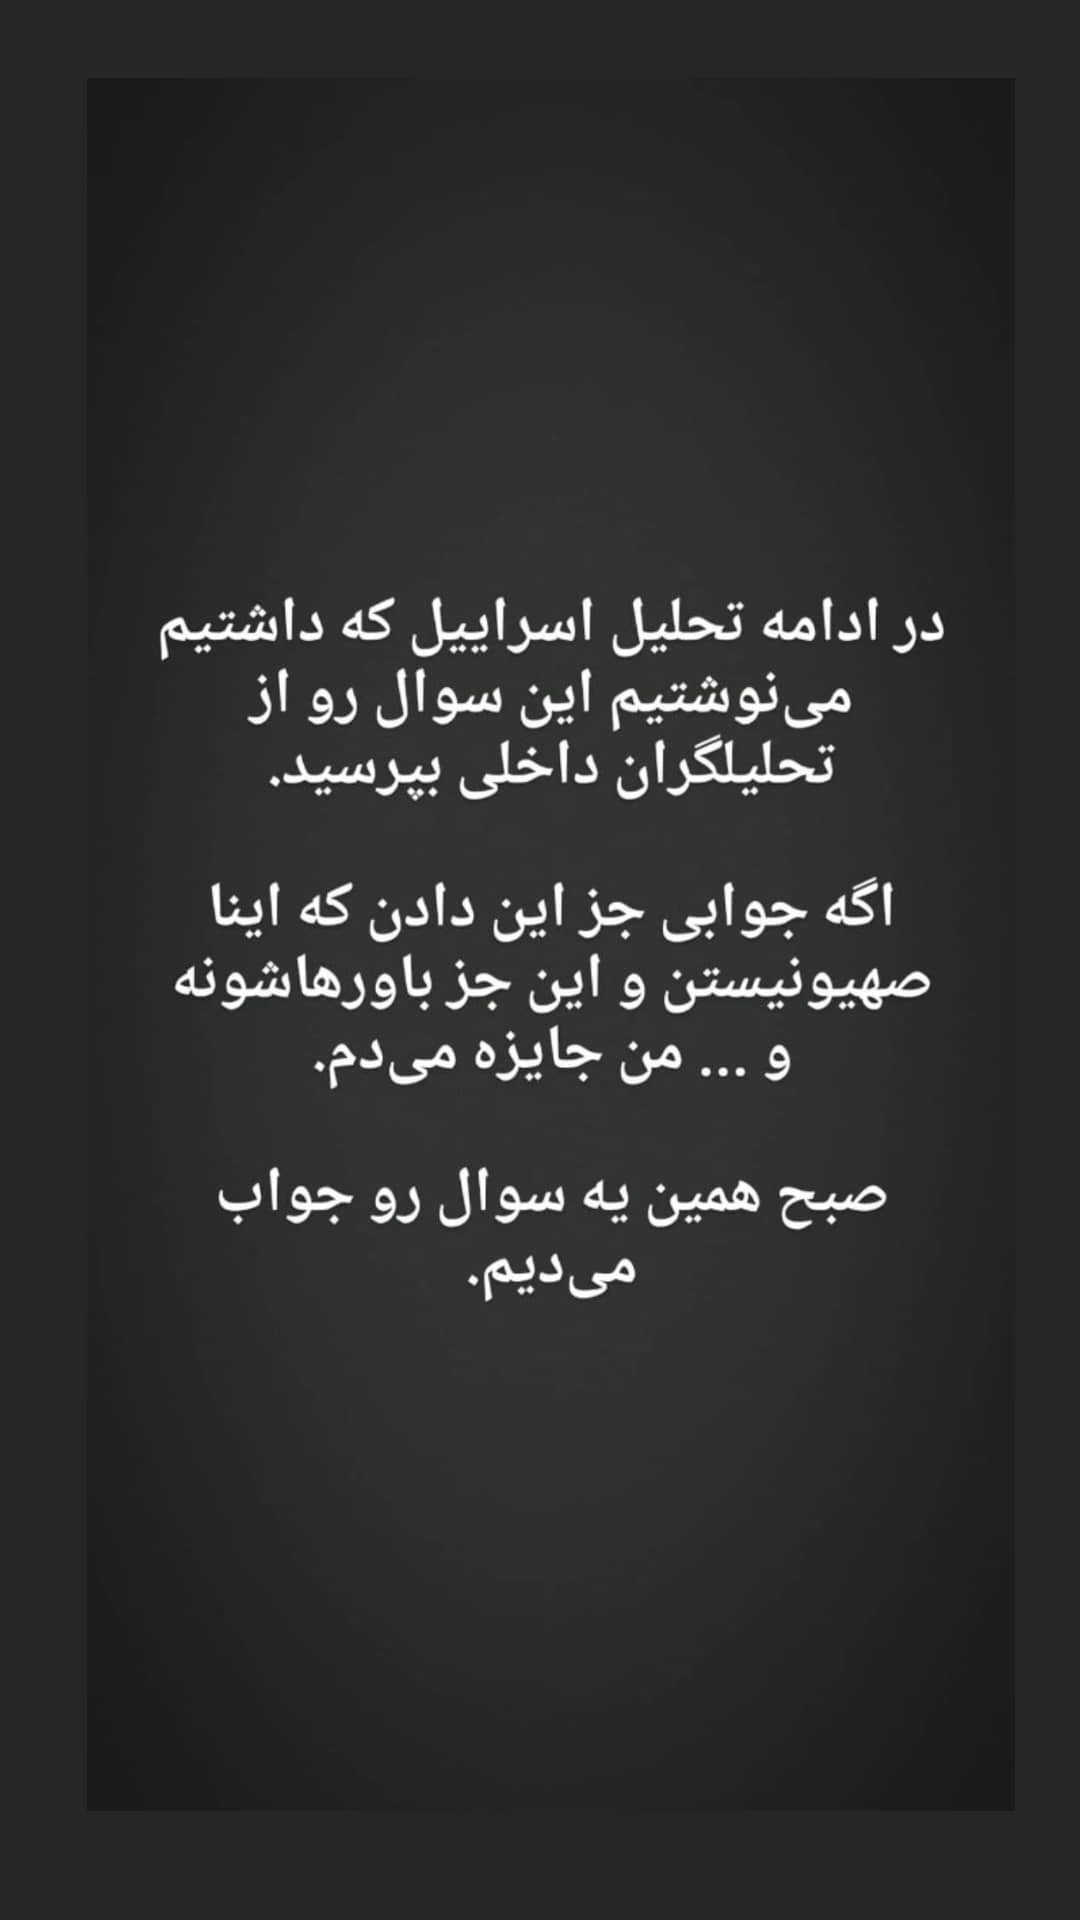 در ادامه تحلیل اسراییل که داشتیم
می‌نوشتیم این سوال رو از
تحلیلگران داخلی بپرسید.
اگه جوابی جز این دادن که اینا
صهیونیستن و این جز باورهاشونه
و ... من جایزه می‌دم.
صبح همین یه سوال رو جواب
می‌دیم.